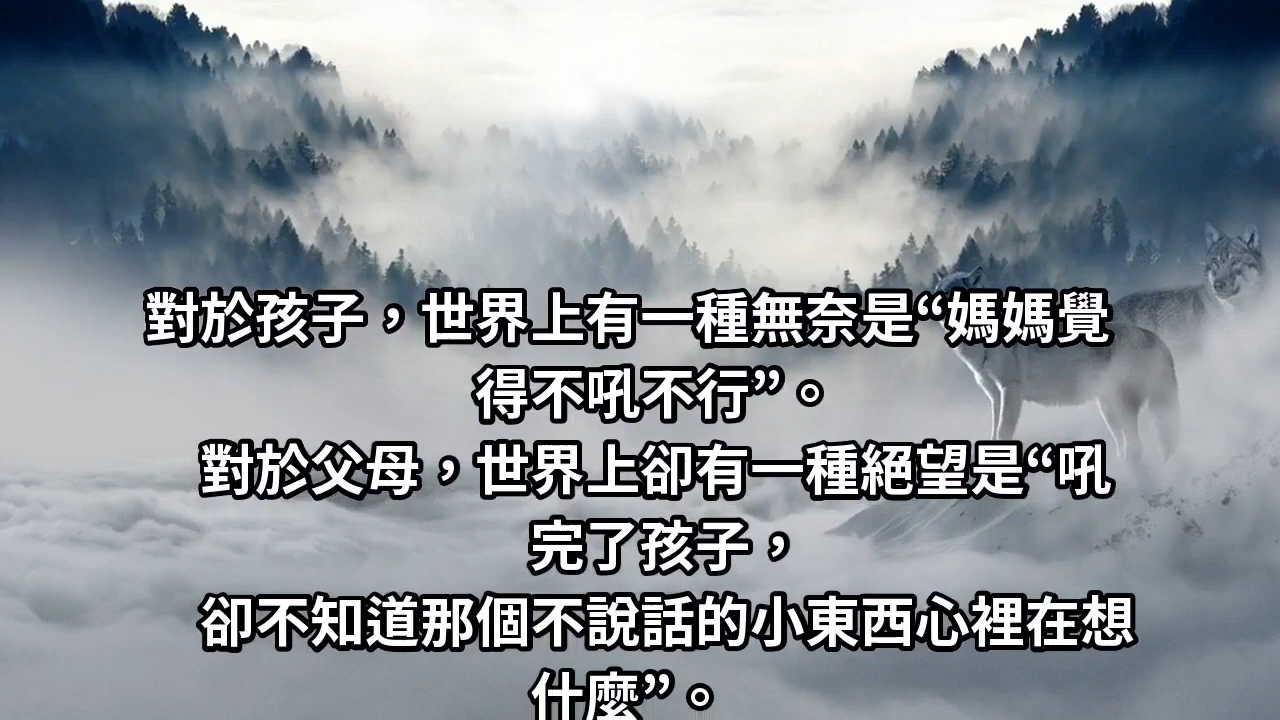 對於孩子，世界上有一種無奈是“媽媽覺
得不吼不行”。
對於父母，世界上卻有一種絕望是“吼
完了孩子，
卻不知道那個不說話的小東西心裡在想
什麼”。